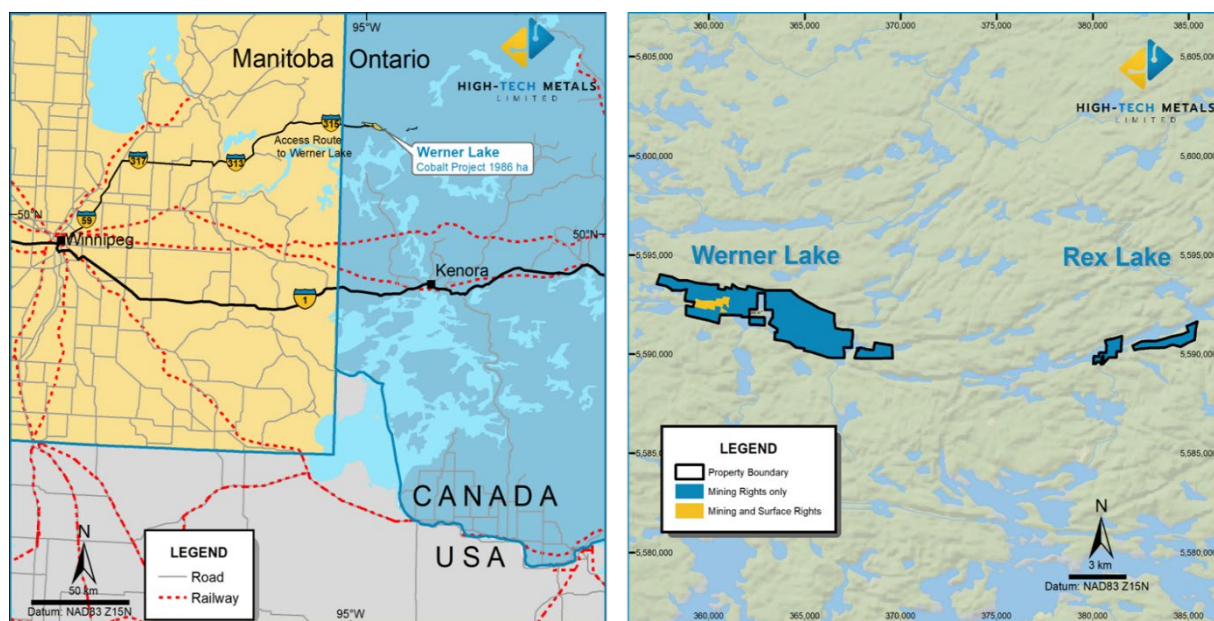 95°W
Manitoba Ontario
HIGH-TECH METALS
LIMITED
315
Access Route
to Werner Lake
317
313
Werner Lake
Cobalt Project 1986 ha
59
50°N
50°N
Winnipeg
Kenora
1
CANADA
USA
N
50 km
Datum: NAD83 Z15N
LEGEND
Road
Railway
95°W
360,000 365,000 370,000 375,000 380,000 385,000
5,605,000 5,605,000
HIGH-TECH METALS
LIMITED
5,600,000 5,600,000
5,595,000 5,595,000
Werner Lake Rex Lake
5,590,000 5,590,000
5,585,000 5,585,000
LEGEND
Property Boundary
Mining Rights only
Mining and Surface Rights
5,580,000 5,580,000
N
3 km
Datum: NAD83 Z15N
360,000 365,000 370,000 375,000 380,000 385,000